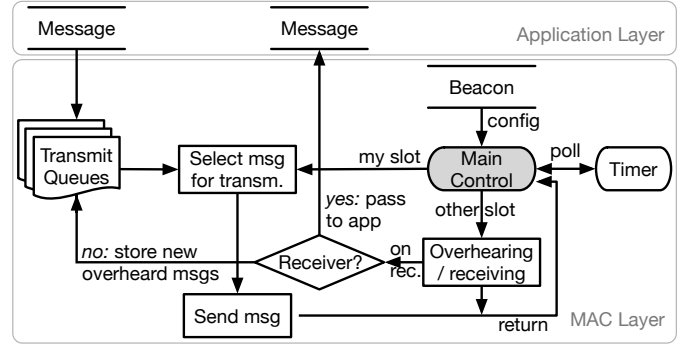 Message
Message
Application Layer
Beacon
config
Transmit
Queues
Select msg
for transm.
my slot
Main
Control
poll
Timer
yes: pass
to app
other slot
no: store new
overheard msgs
Receiver?
on
rec.
Overhearing
/ receiving
Send msg
return
MAC Layer